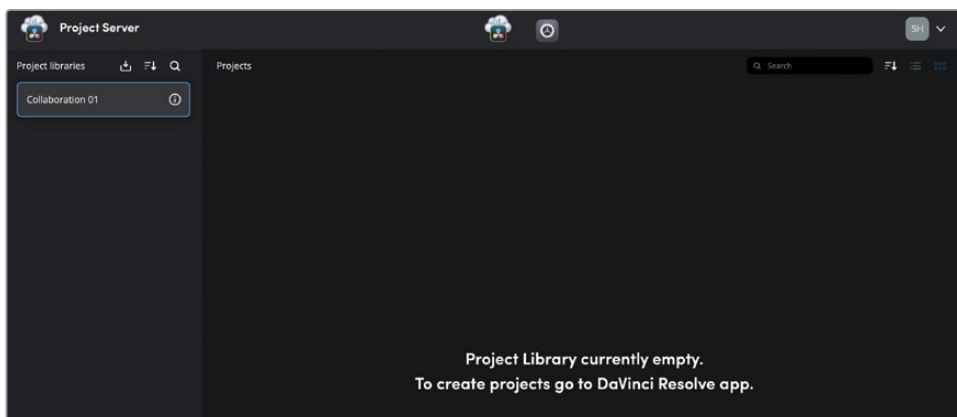 Project Server
SH
Project libraries
Projects
Search
Collaboration 01
Project Library currently empty.
To create projects go to DaVinci Resolve app.